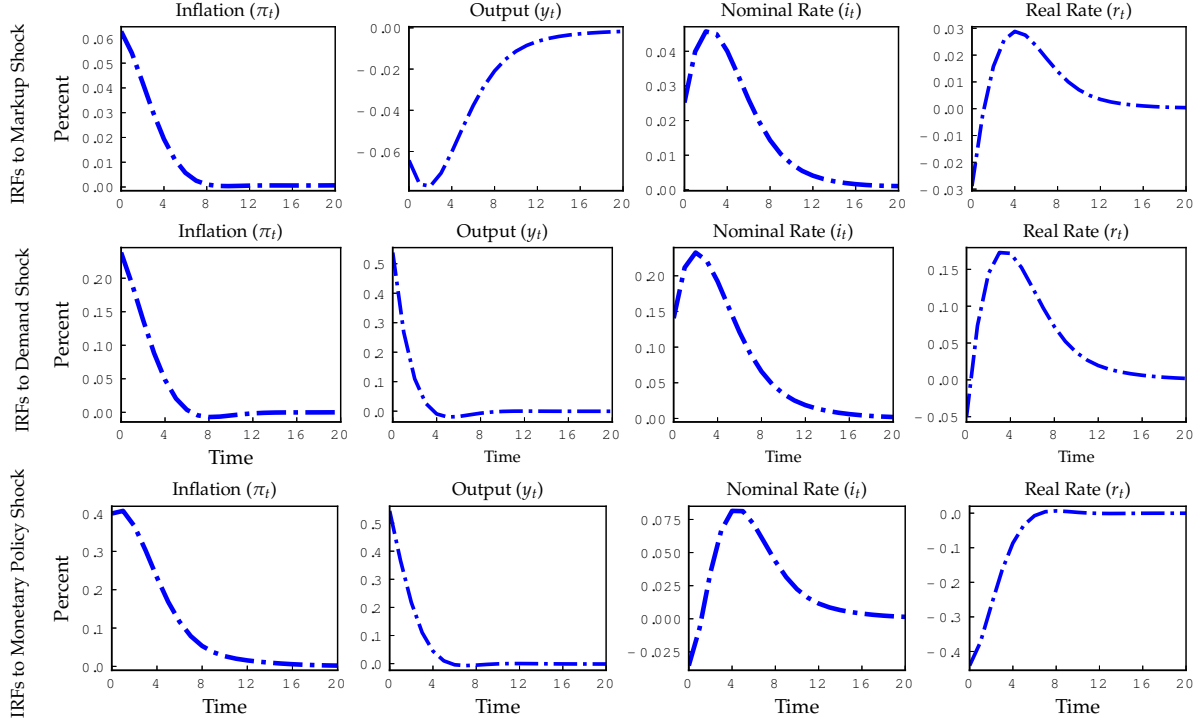 Inflation (πt) Output (yt) Nominal Rate (it) Real Rate (rt)
IRFs to Markup Shock
Percent
0.06
0.05
0.04
0.03
0.02
0.01
0.00
0 4 8 12 16 20
0.00
− 0.02
− 0.04
− 0.06
0 4 8 12 16 20
0.04
0.03
0.02
0.01
0.00
0 4 8 12 16 20
0.03
0.02
0.01
0.00
− 0.01
− 0.02
− 0.03
0 4 8 12 16 20
Inflation (πt) Output (yt) Nominal Rate (it) Real Rate (rt)
IRFs to Demand Shock
Percent
0.20
0.15
0.10
0.05
0.00
0 4 8 12 16 20
Time
0.5
0.4
0.3
0.2
0.1
0.0
0 4 8 12 16 20
Time
0.20
0.15
0.10
0.05
0.00
0 4 8 12 16 20
Time
0.15
0.10
0.05
0.00
− 0.05
0 4 8 12 16 20
Time
Inflation (πt) Output (yt) Nominal Rate (it) Real Rate (rt)
IRFs to Monetary Policy Shock
Percent
0.4
0.3
0.2
0.1
0.0
0 4 8 12 16 20
Time
0.5
0.4
0.3
0.2
0.1
0.0
0 4 8 12 16 20
Time
0.075
0.050
0.025
0.000
− 0.025
0 4 8 12 16 20
Time
0.0
− 0.1
− 0.2
− 0.3
− 0.4
0 4 8 12 16 20
Time